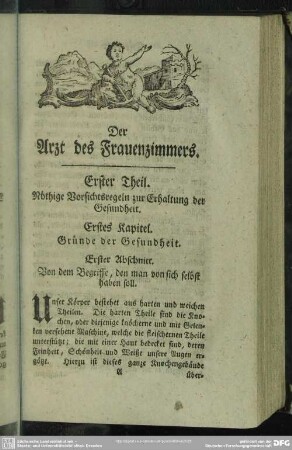 Der
Arzt des Frauenzimmers.
Erster Theil.
Nöthige Vorsichtsregeln zur Erhaltung der
Gesundheit.
Erstes Kapitel.
Gründe der Gesundheit.
Erster Abschnitt.
Von dem Begriffe, den man von sich selbst
haben soll.
Unser Körper bestehet aus harten und weichen
Theilen. Die harten Theile sind die Kno-
chen, oder diejenige knöcherne und mit Gelen-
ken versehene Maschine, welche die fleischernen Theile
unterstützt; die mit einer Haut bedecket sind, deren
Feinheit, Schönheit und Weiße unsere Augen er-
götzt. Hierzu ist dieses ganze Knochengebäude
A
über-